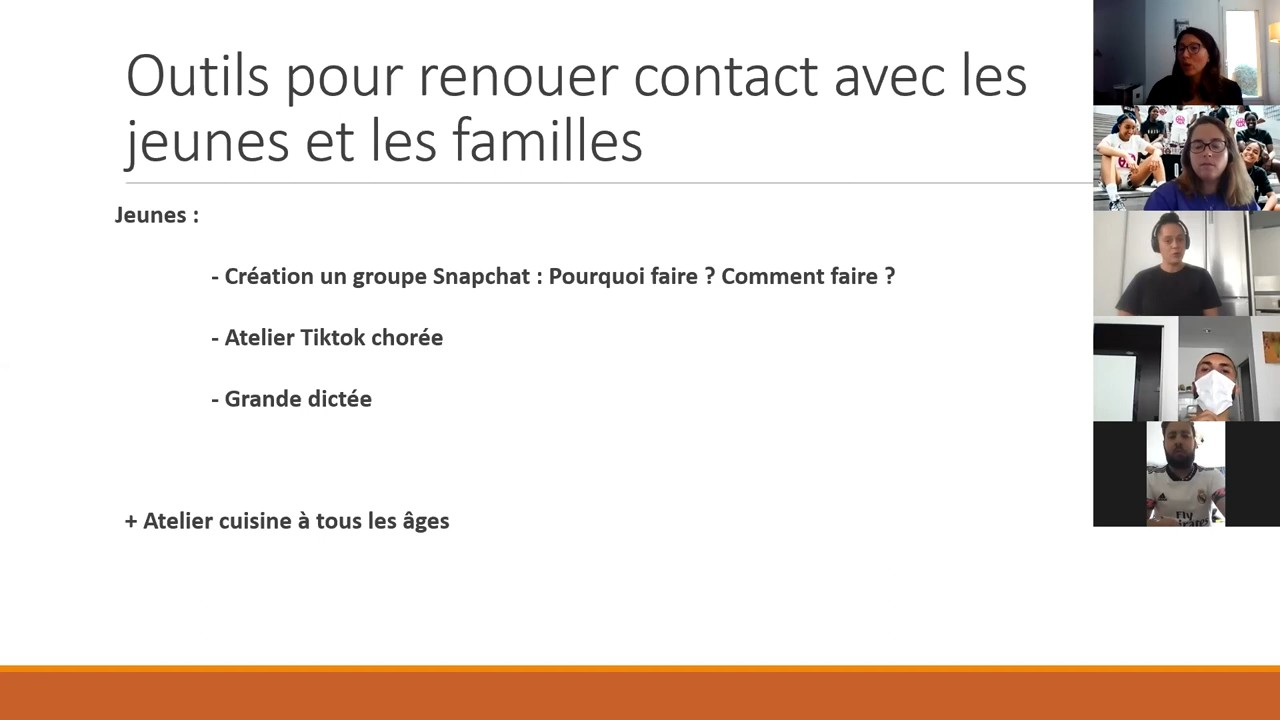 Outils pour renouer contact avec les
jeunes et les familles
Jeunes :
- Création un groupe Snapchat : Pourquoi faire ? Comment faire ?
- Atelier Tiktok chorée
- Grande dictée
+ Atelier cuisine à tous les âges
Fly